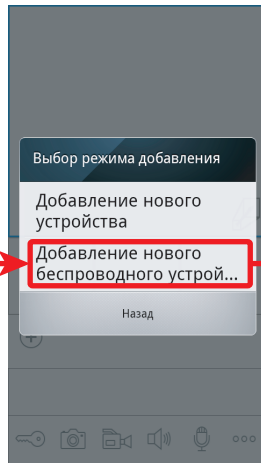 Выбор режима добавления
Добавление нового
устройства
Добавление нового
беспроводного устрой...
Назад